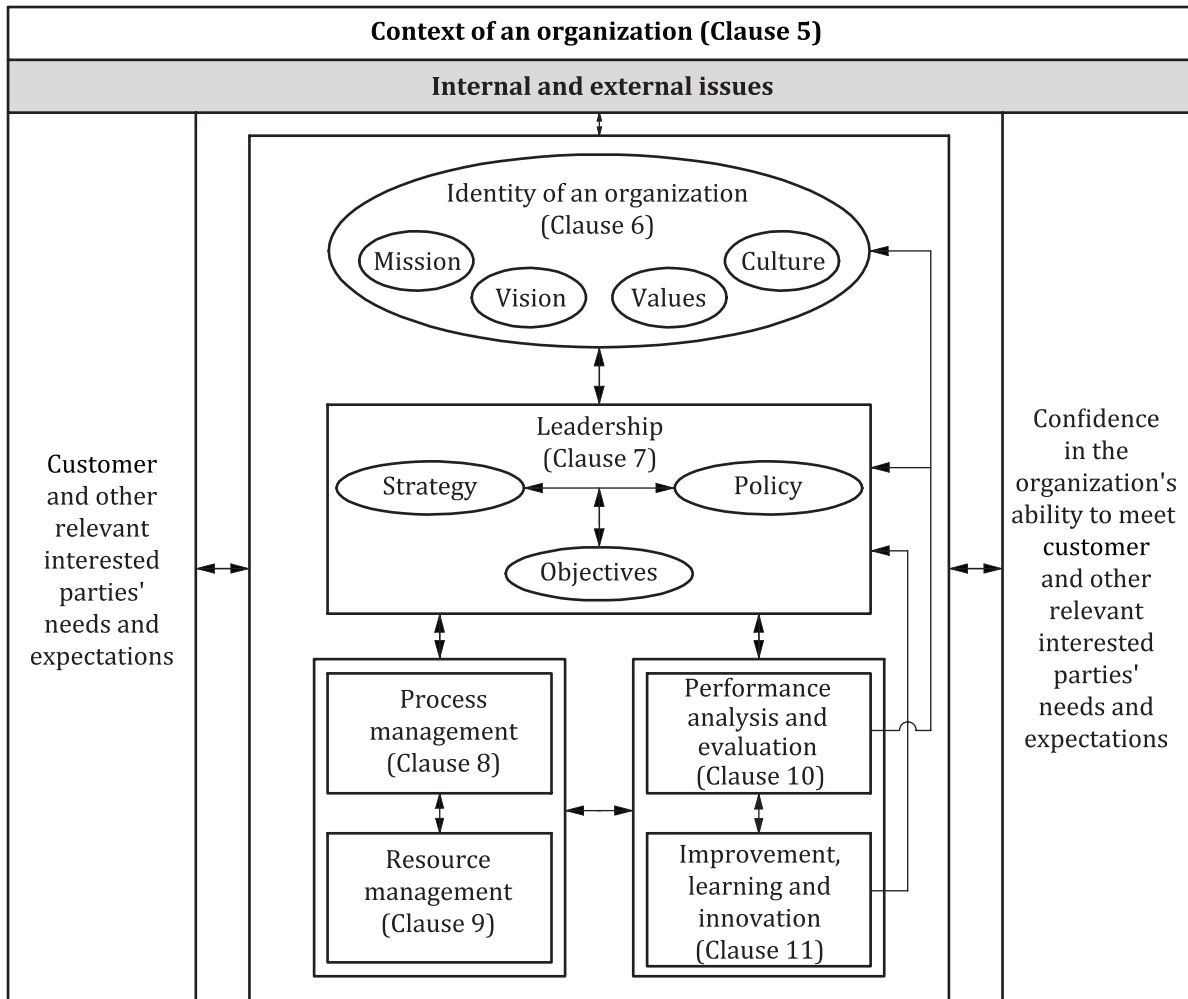 Context of an organization (Clause 5)
Internal and external issues
Customer
and other
relevant
interested
parties'
needs and
expectations
Identity of an organization
(Clause 6)
Mission
Vision
Values
Culture
Leadership
(Clause 7)
Strategy
Policy
Objectives
Process
management
(Clause 8)
Resource
management
(Clause 9)
Performance
analysis and
evaluation
(Clause 10)
Improvement,
learning and
innovation
(Clause 11)
Confidence
in the
organization's
ability to meet
customer
and other
relevant
interested
parties'
needs and
expectations